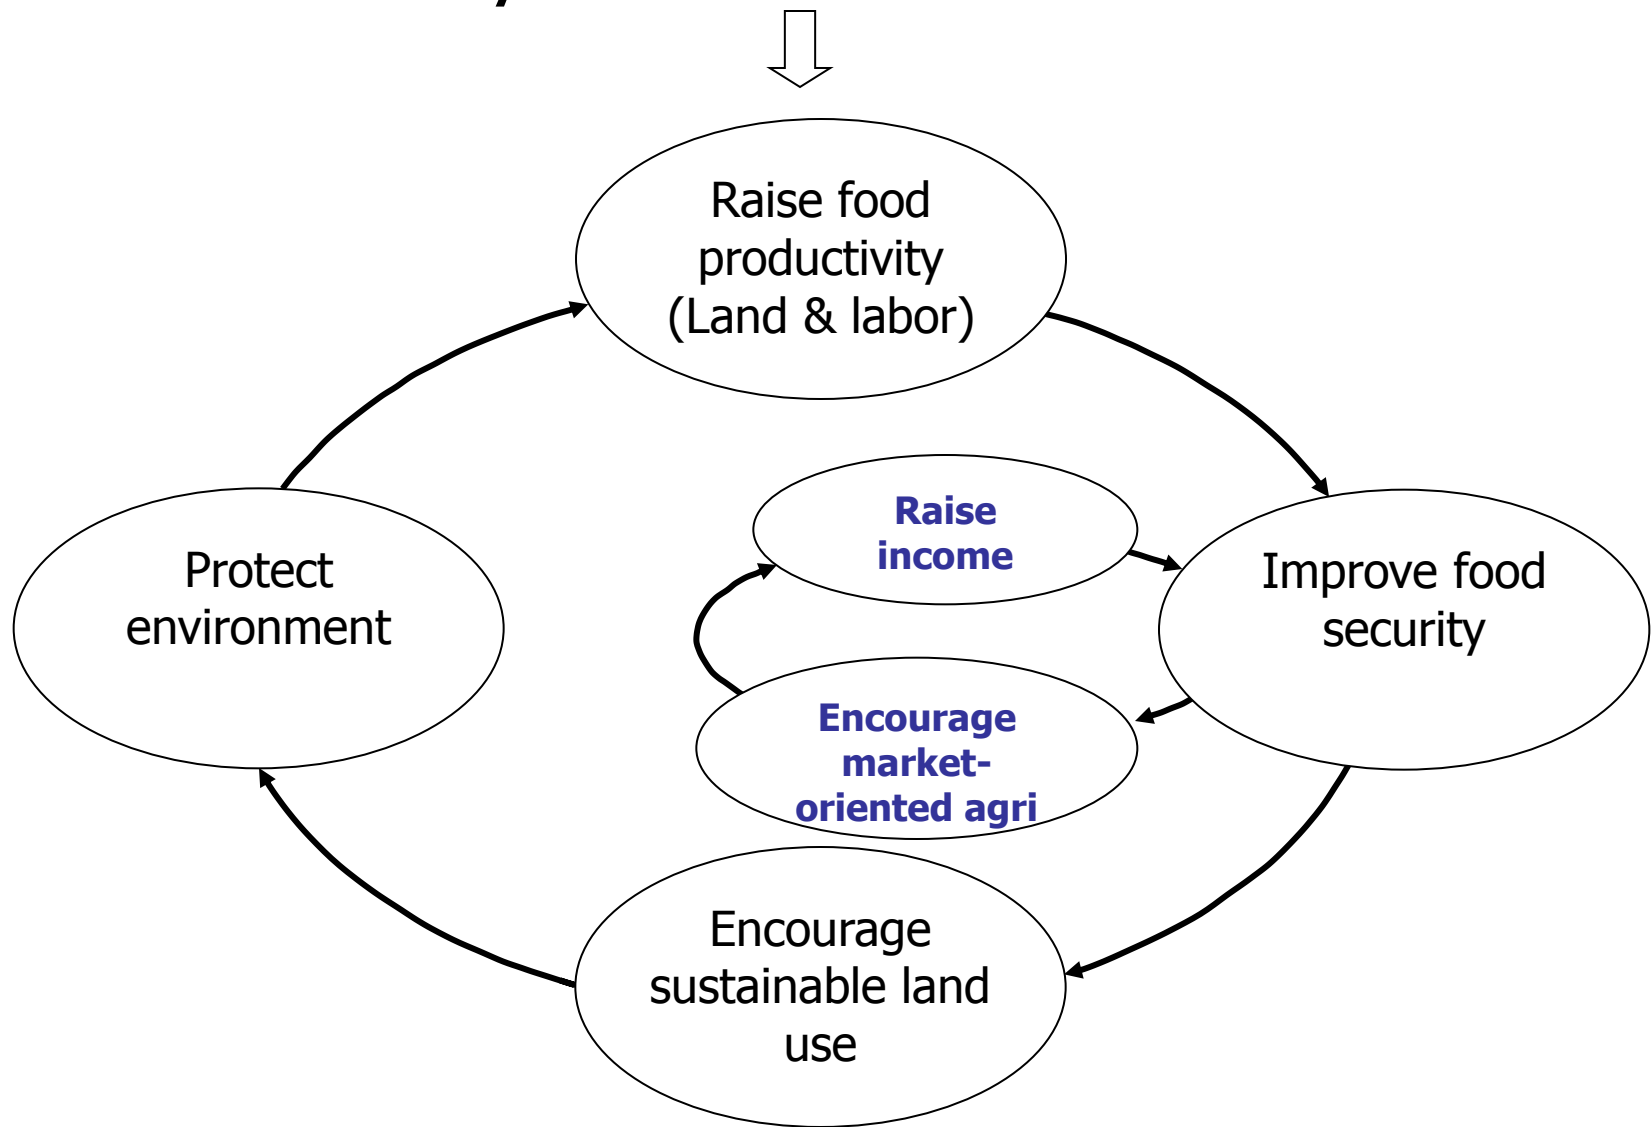 Raise food
productivity
(Land & labor)
Raise
income
Protect
environment
Improve food
security
Encourage
market-
oriented agri
Encourage
sustainable land
use